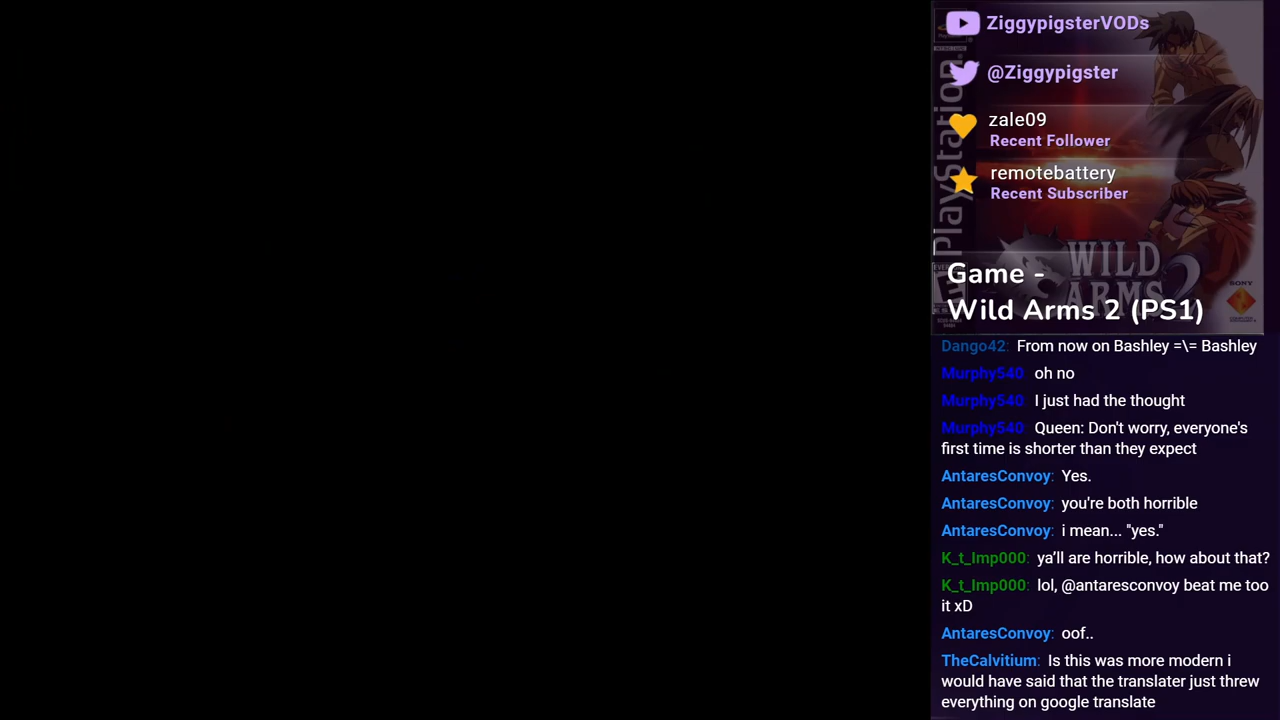 ZiggypigsterVODs
@Ziggypigster
zale09
Recent Follower
remotebattery
Recent Subscriber
PlayStation
WILD
ARMS 2
SONY
Game -
Wild Arms 2 (PS1)
Dango42: From now on Bashley =\= Bashley
Murphy540 oh no
Murphy540 I just had the thought
Murphy540 Queen: Don't worry, everyone's
first time is shorter than they expect
AntaresConvoy: Yes.
AntaresConvoy: you're both horrible
AntaresConvoy: i mean... "yes."
K_t_Imp000: ya'll are horrible, how about that?
K_t_Imp000: lol, @antaresconvoy beat me too
it xD
AntaresConvoy: oof..
TheCalvitium: Is this was more modern i
would have said that the translater just threw
everything on google translate